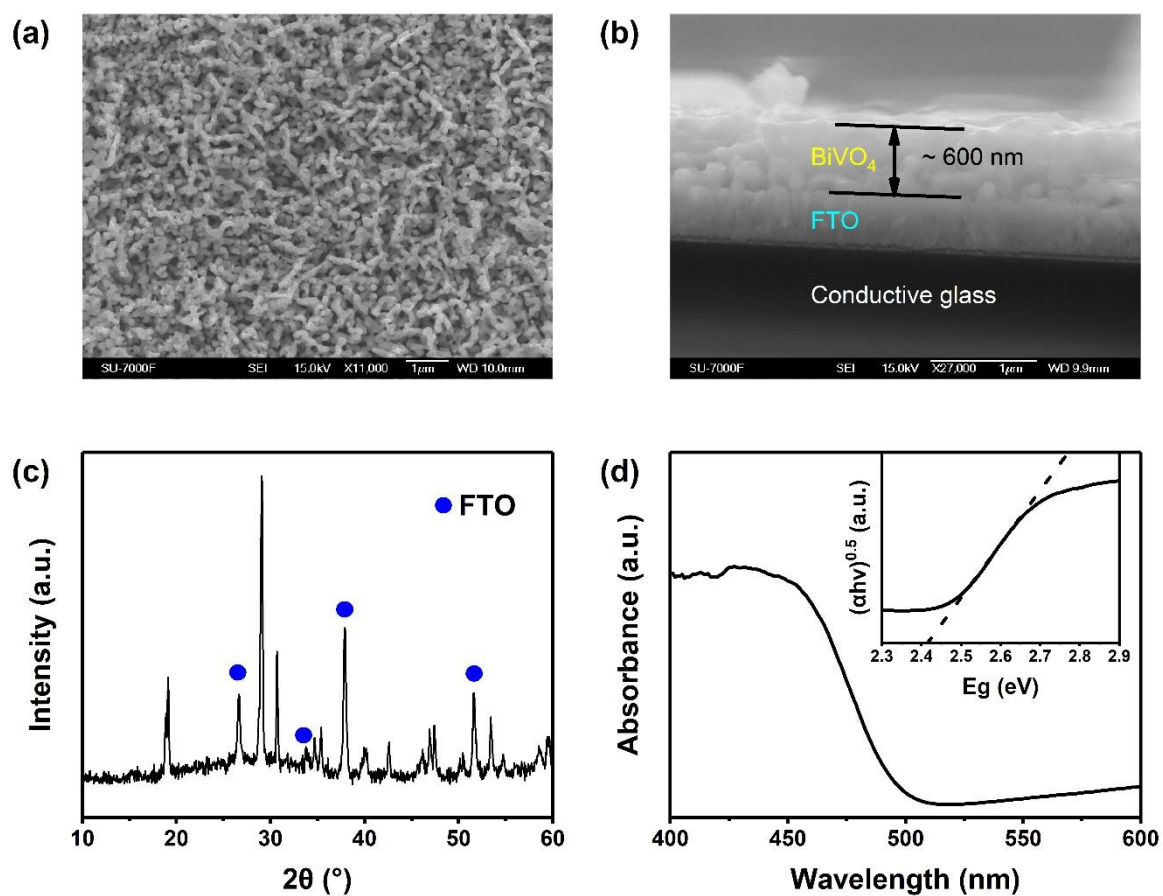 (a)
SU-7000F SEI 15.0kV X11,000 1μm WD 10.0mm
(b)
BiVO4
~ 600 nm
FTO
Conductive glass
SU-7000F SEI 15.0kV X27,000 1μm WD 9.9mm
(c)
FTO
Intensity (a.u.)
10 20 30 40 50 60
2θ (°)
(d)
Absorbance (a.u.)
(αhv)0.5 (a.u.)
2.3 2.4 2.5 2.6 2.7 2.8 2.9
Eg (eV)
400 450 500 550 600
Wavelength (nm)